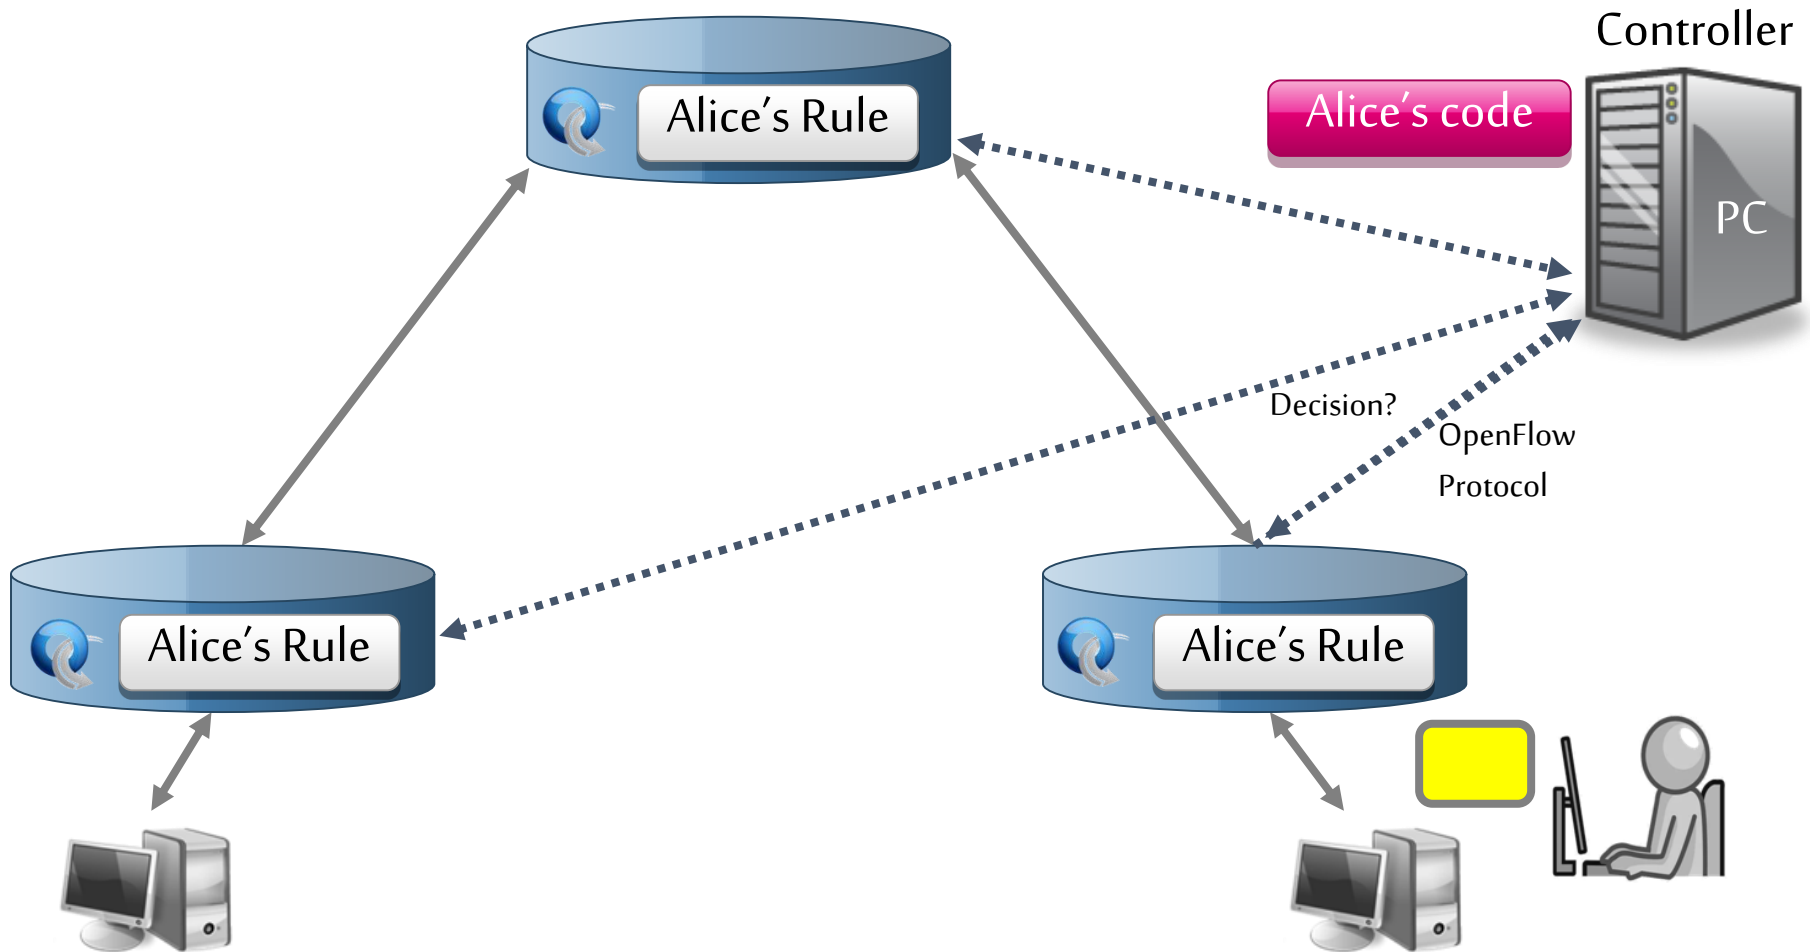 Controller
Alice's Rule
Alice's code
PC
Decision?
OpenFlow
Protocol
Alice's Rule
Alice's Rule